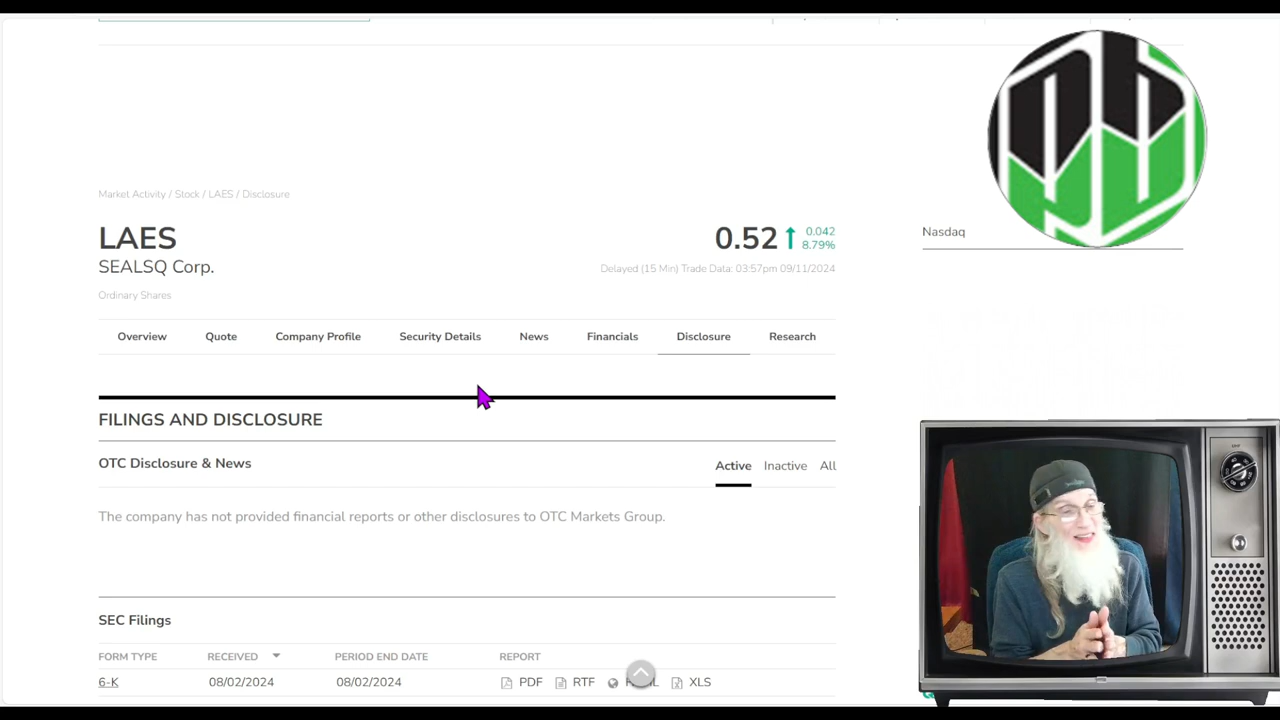 Market Activity / Stock / LAES / Disclosure
LAES
0.52
0.042
8.79%
Nasdaq
SEALSQ Corp.
Delayed (15 Min) Trade Data: 03:57pm 09/11/2024
Ordinary Shares
Overview Quote Company Profile Security Details News Financials Disclosure Research
FILINGS AND DISCLOSURE
OTC Disclosure & News
Active Inactive All
The company has not provided financial reports or other disclosures to OTC Markets Group.
SEC Filings
FORM TYPE RECEIVED PERIOD END DATE REPORT
6-K 08/02/2024 08/02/2024 PDF RTF XLS